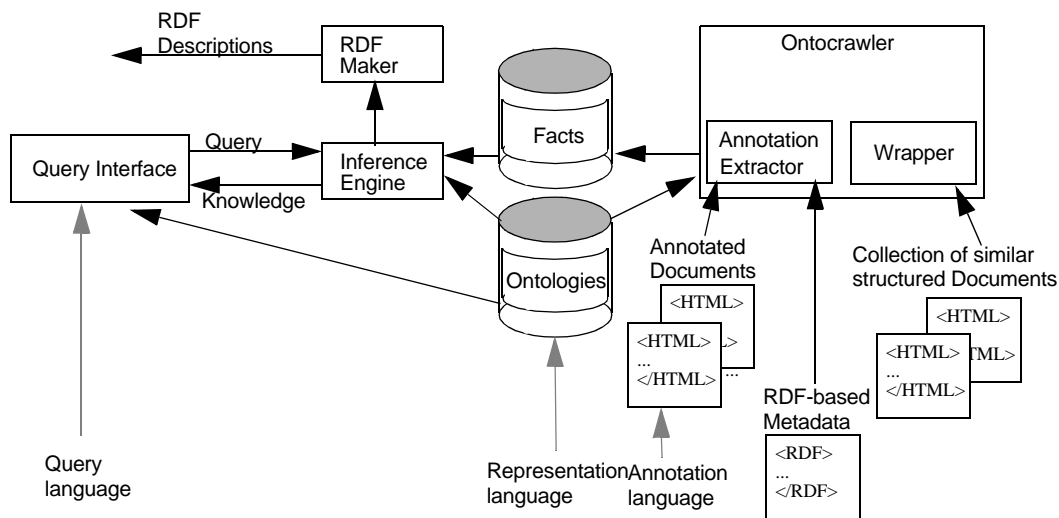 RDF
Descriptions
RDF
Maker
Ontocrawler
Facts
Annotation
Extractor
Wrapper
Query Interface
Query
Knowledge
Inference
Engine
Ontologies
Annotated
Documents
<HTML>
<HTML>
...
</HTML>
...
Collection of similar
structured Documents
<HTML>
<HTML>
...
</HTML>
RDF-based
Metadata
<RDF>
...
</RDF>
Query
language
Representation
language
Annotation
language